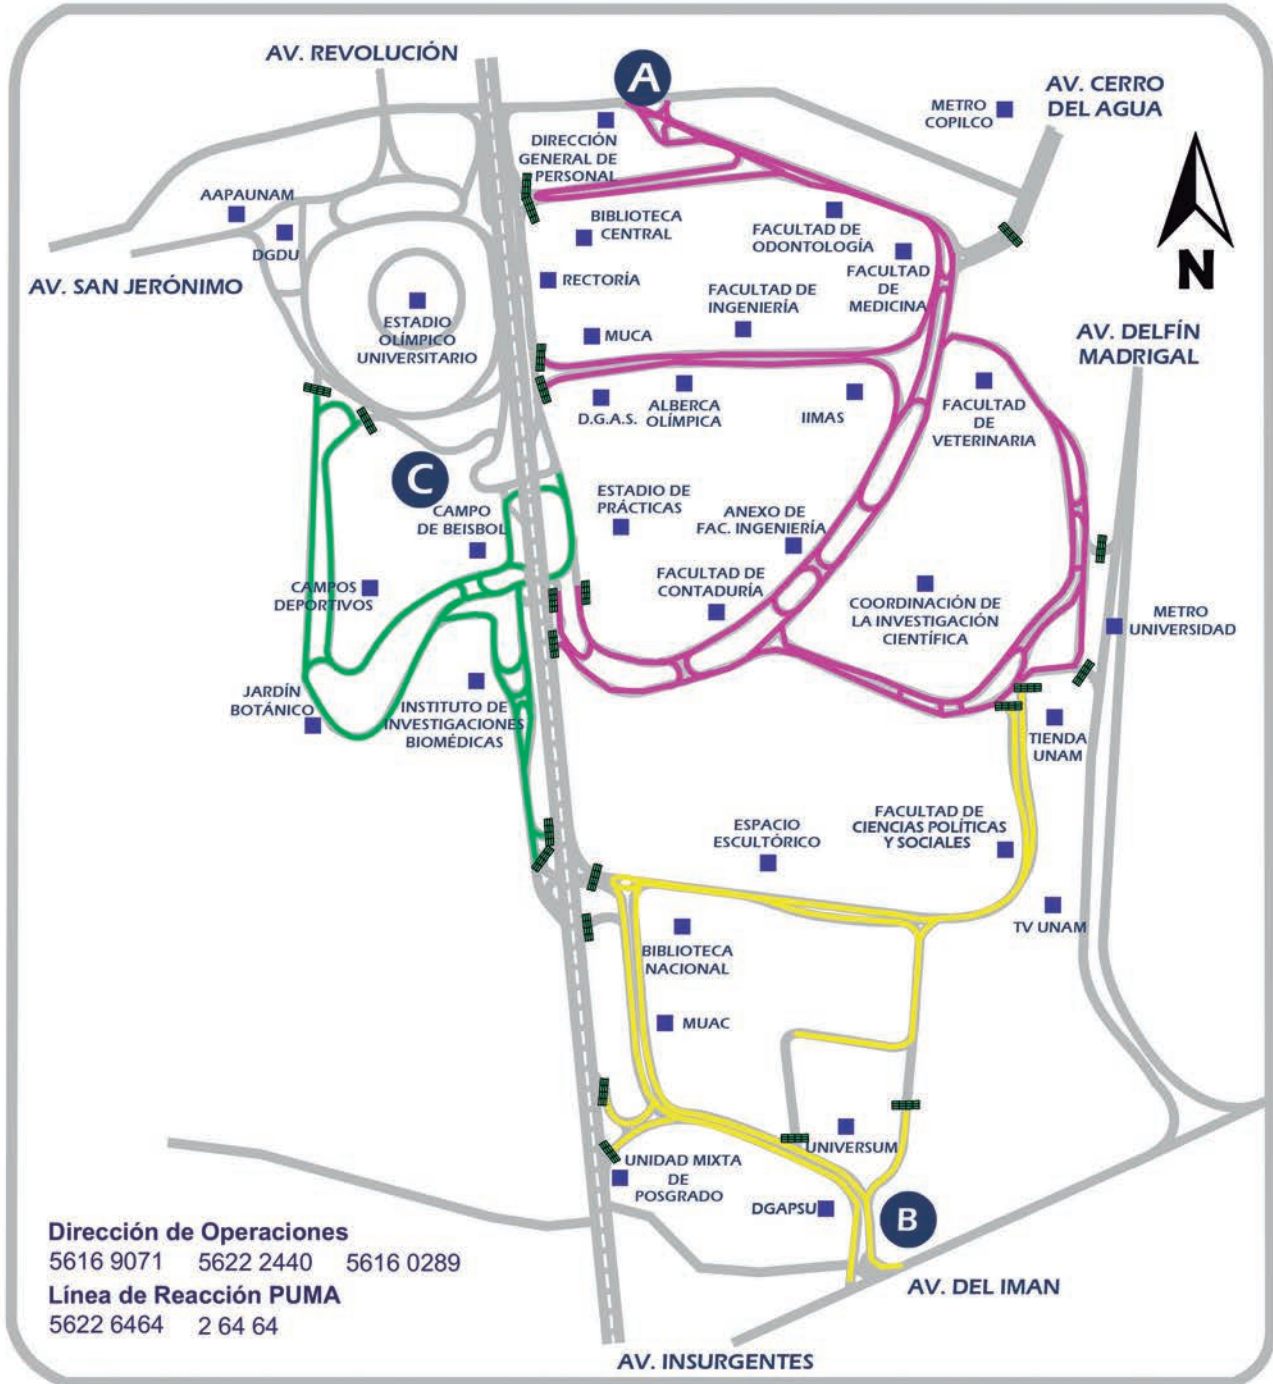 AV. REVOLUCIÓN
A
AV. CERRO
DEL AGUA
METRO
COPILCO
DIRECCIÓN
GENERAL DE
PERSONAL
AAPAUNAM
DGDU
BIBLIOTECA
CENTRAL
FACULTAD DE
ODONTOLOGÍA
FACULTAD
DE
MEDICINA
N
AV. SAN JERÓNIMO
RECTORÍA
FACULTAD DE
INGENIERÍA
ESTADIO
OLÍMPICO
UNIVERSITARIO
MUCA
AV. DELFÍN
MADRIGAL
D.G.A.S.
ALBERCA
OLÍMPICA
IIMAS
FACULTAD
DE
VETERINARIA
C
CAMPO
DE BEISBOL
ESTADIO DE
PRÁCTICAS
ANEXO DE
FAC. INGENIERÍA
CAMPOS
DEPORTIVOS
FACULTAD DE
CONTADURÍA
COORDINACIÓN DE
LA INVESTIGACIÓN
CIENTÍFICA
METRO
UNIVERSIDAD
JARDÍN
BOTÁNICO
INSTITUTO DE
INVESTIGACIONES
BIOMÉDICAS
TIENDA
UNAM
ESPACIO
ESCULTÓRICO
FACULTAD DE
CIENCIAS POLÍTICAS
Y SOCIALES
TV UNAM
BIBLIOTECA
NACIONAL
MUAC
UNIVERSUM
UNIDAD MIXTA
DE
POSGRADO
DGAPSU
B
AV. DEL IMAN
Dirección de Operaciones
5616 9071 5622 2440 5616 0289
Línea de Reacción PUMA
5622 6464 2 64 64
AV. INSURGENTES